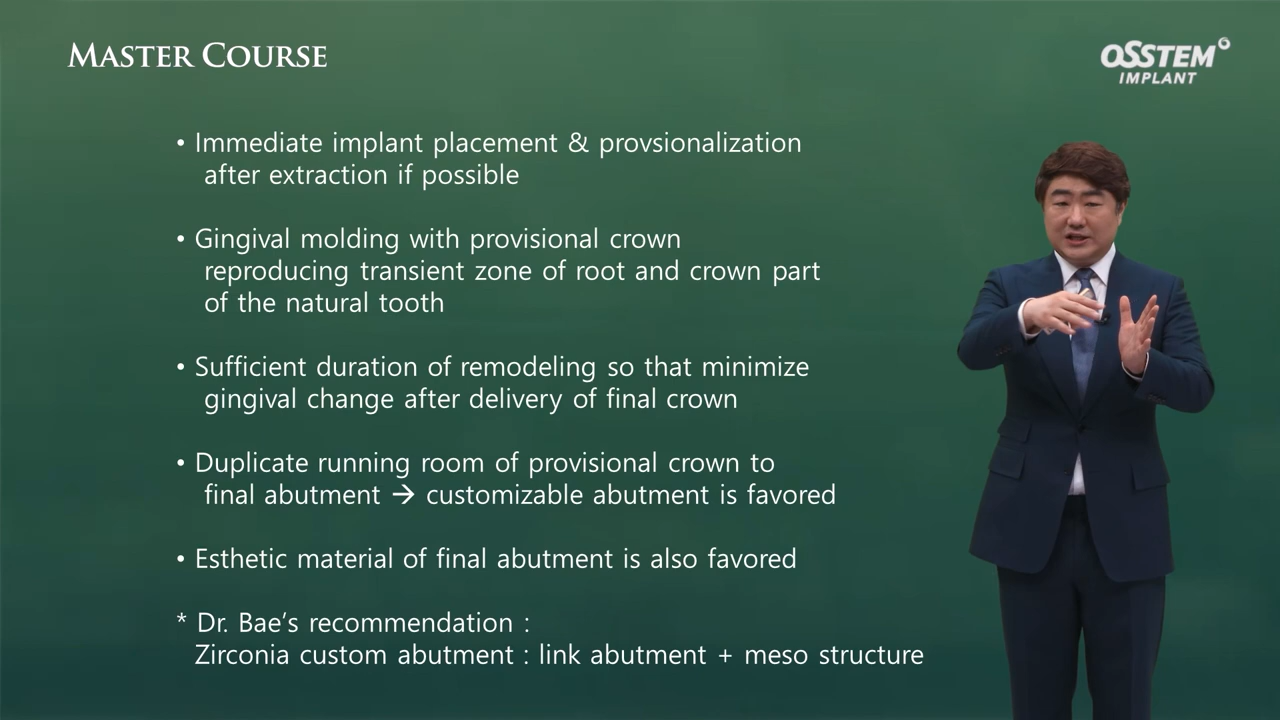 MASTER COURSE
OSSTEM
IMPLANT
• Immediate implant placement & provsionalization
after extraction if possible
• Gingival molding with provisional crown
reproducing transient zone of root and crown part
of the natural tooth
• Sufficient duration of remodeling so that minimize
gingival change after delivery of final crown
• Duplicate running room of provisional crown to
final abutment → customizable abutment is favored
• Esthetic material of final abutment is also favored
* Dr. Bae’s recommendation :
Zirconia custom abutment : link abutment + meso structure